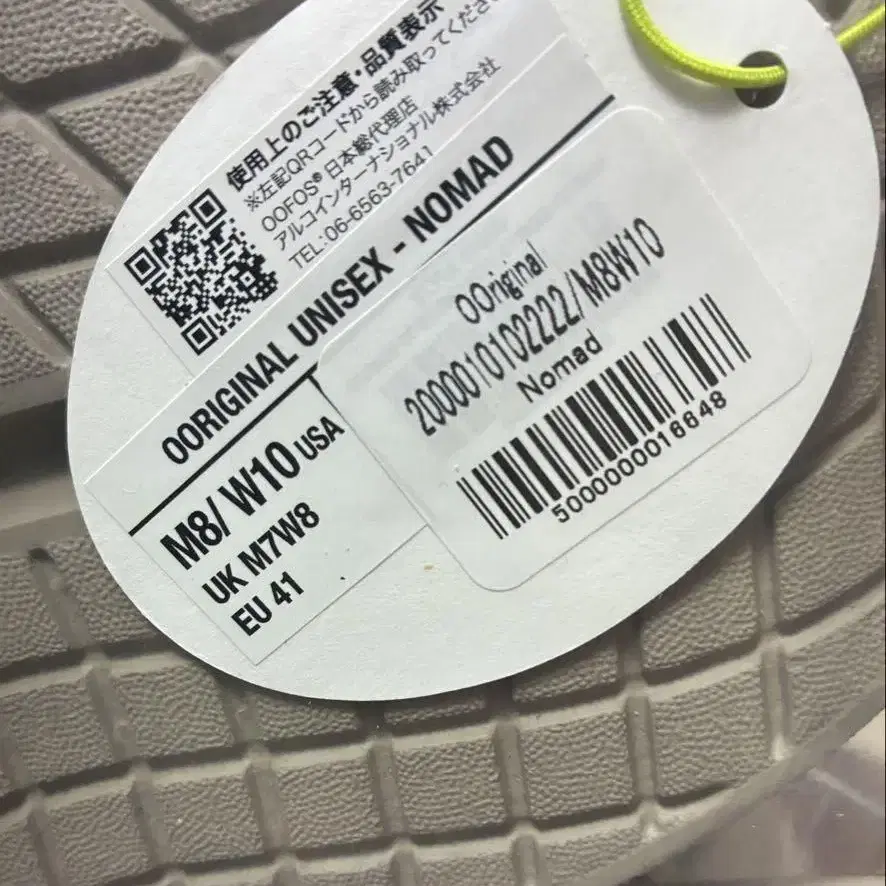 使用上のご注意・品質表示
※左記QRコードから読み取ってください
OOFOS® 日本総代理店
アルコインターナショナル株式会社
TEL:06-6563-7641
OORIGINAL UNISEX - NOMAD
M8/ W10 USA
UK M7W8
EU 41
OOriginal
2000010102222/M8W10
Nomad
5000000016648